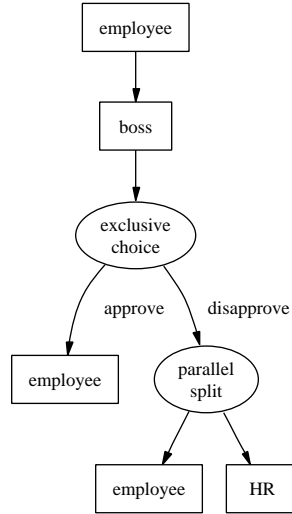 employee
boss
exclusive
choice
approve
disapprove
employee
parallel
split
employee
HR